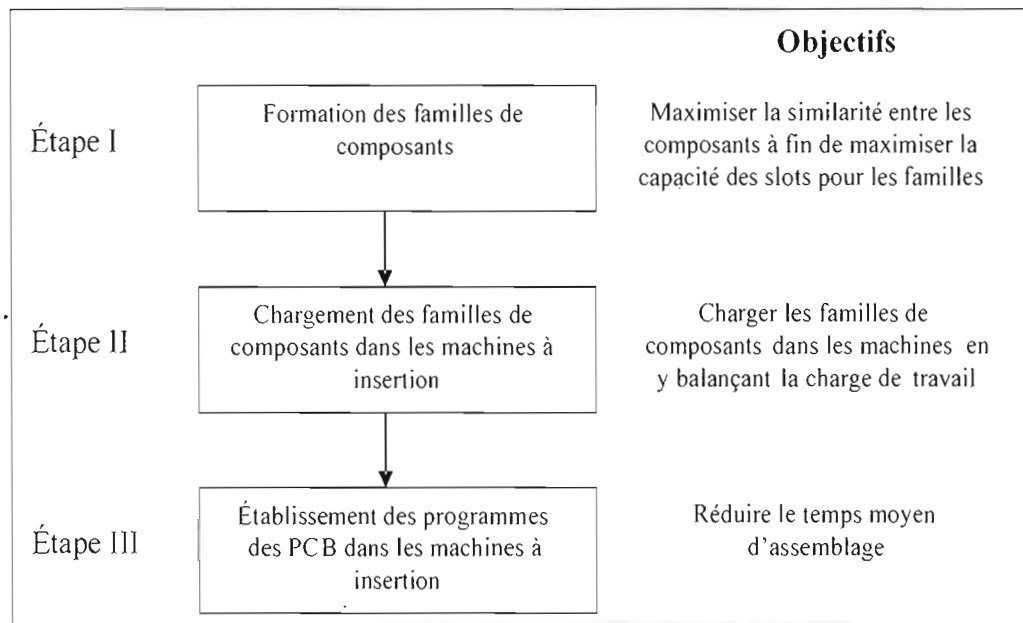 Objectifs
Étape I
Formation des familles de
composants
Maximiser la similarité entre les
composants à fin de maximiser la
capacité des slots pour les familles
Étape II
Chargement des familles de
composants dans les machines à
insertion
Charger les familles de
composants dans les machines en
y balançant la charge de travail
Étape III
Établissement des programmes
des PCB dans les machines à
insertion
Réduire le temps moyen
d'assemblage